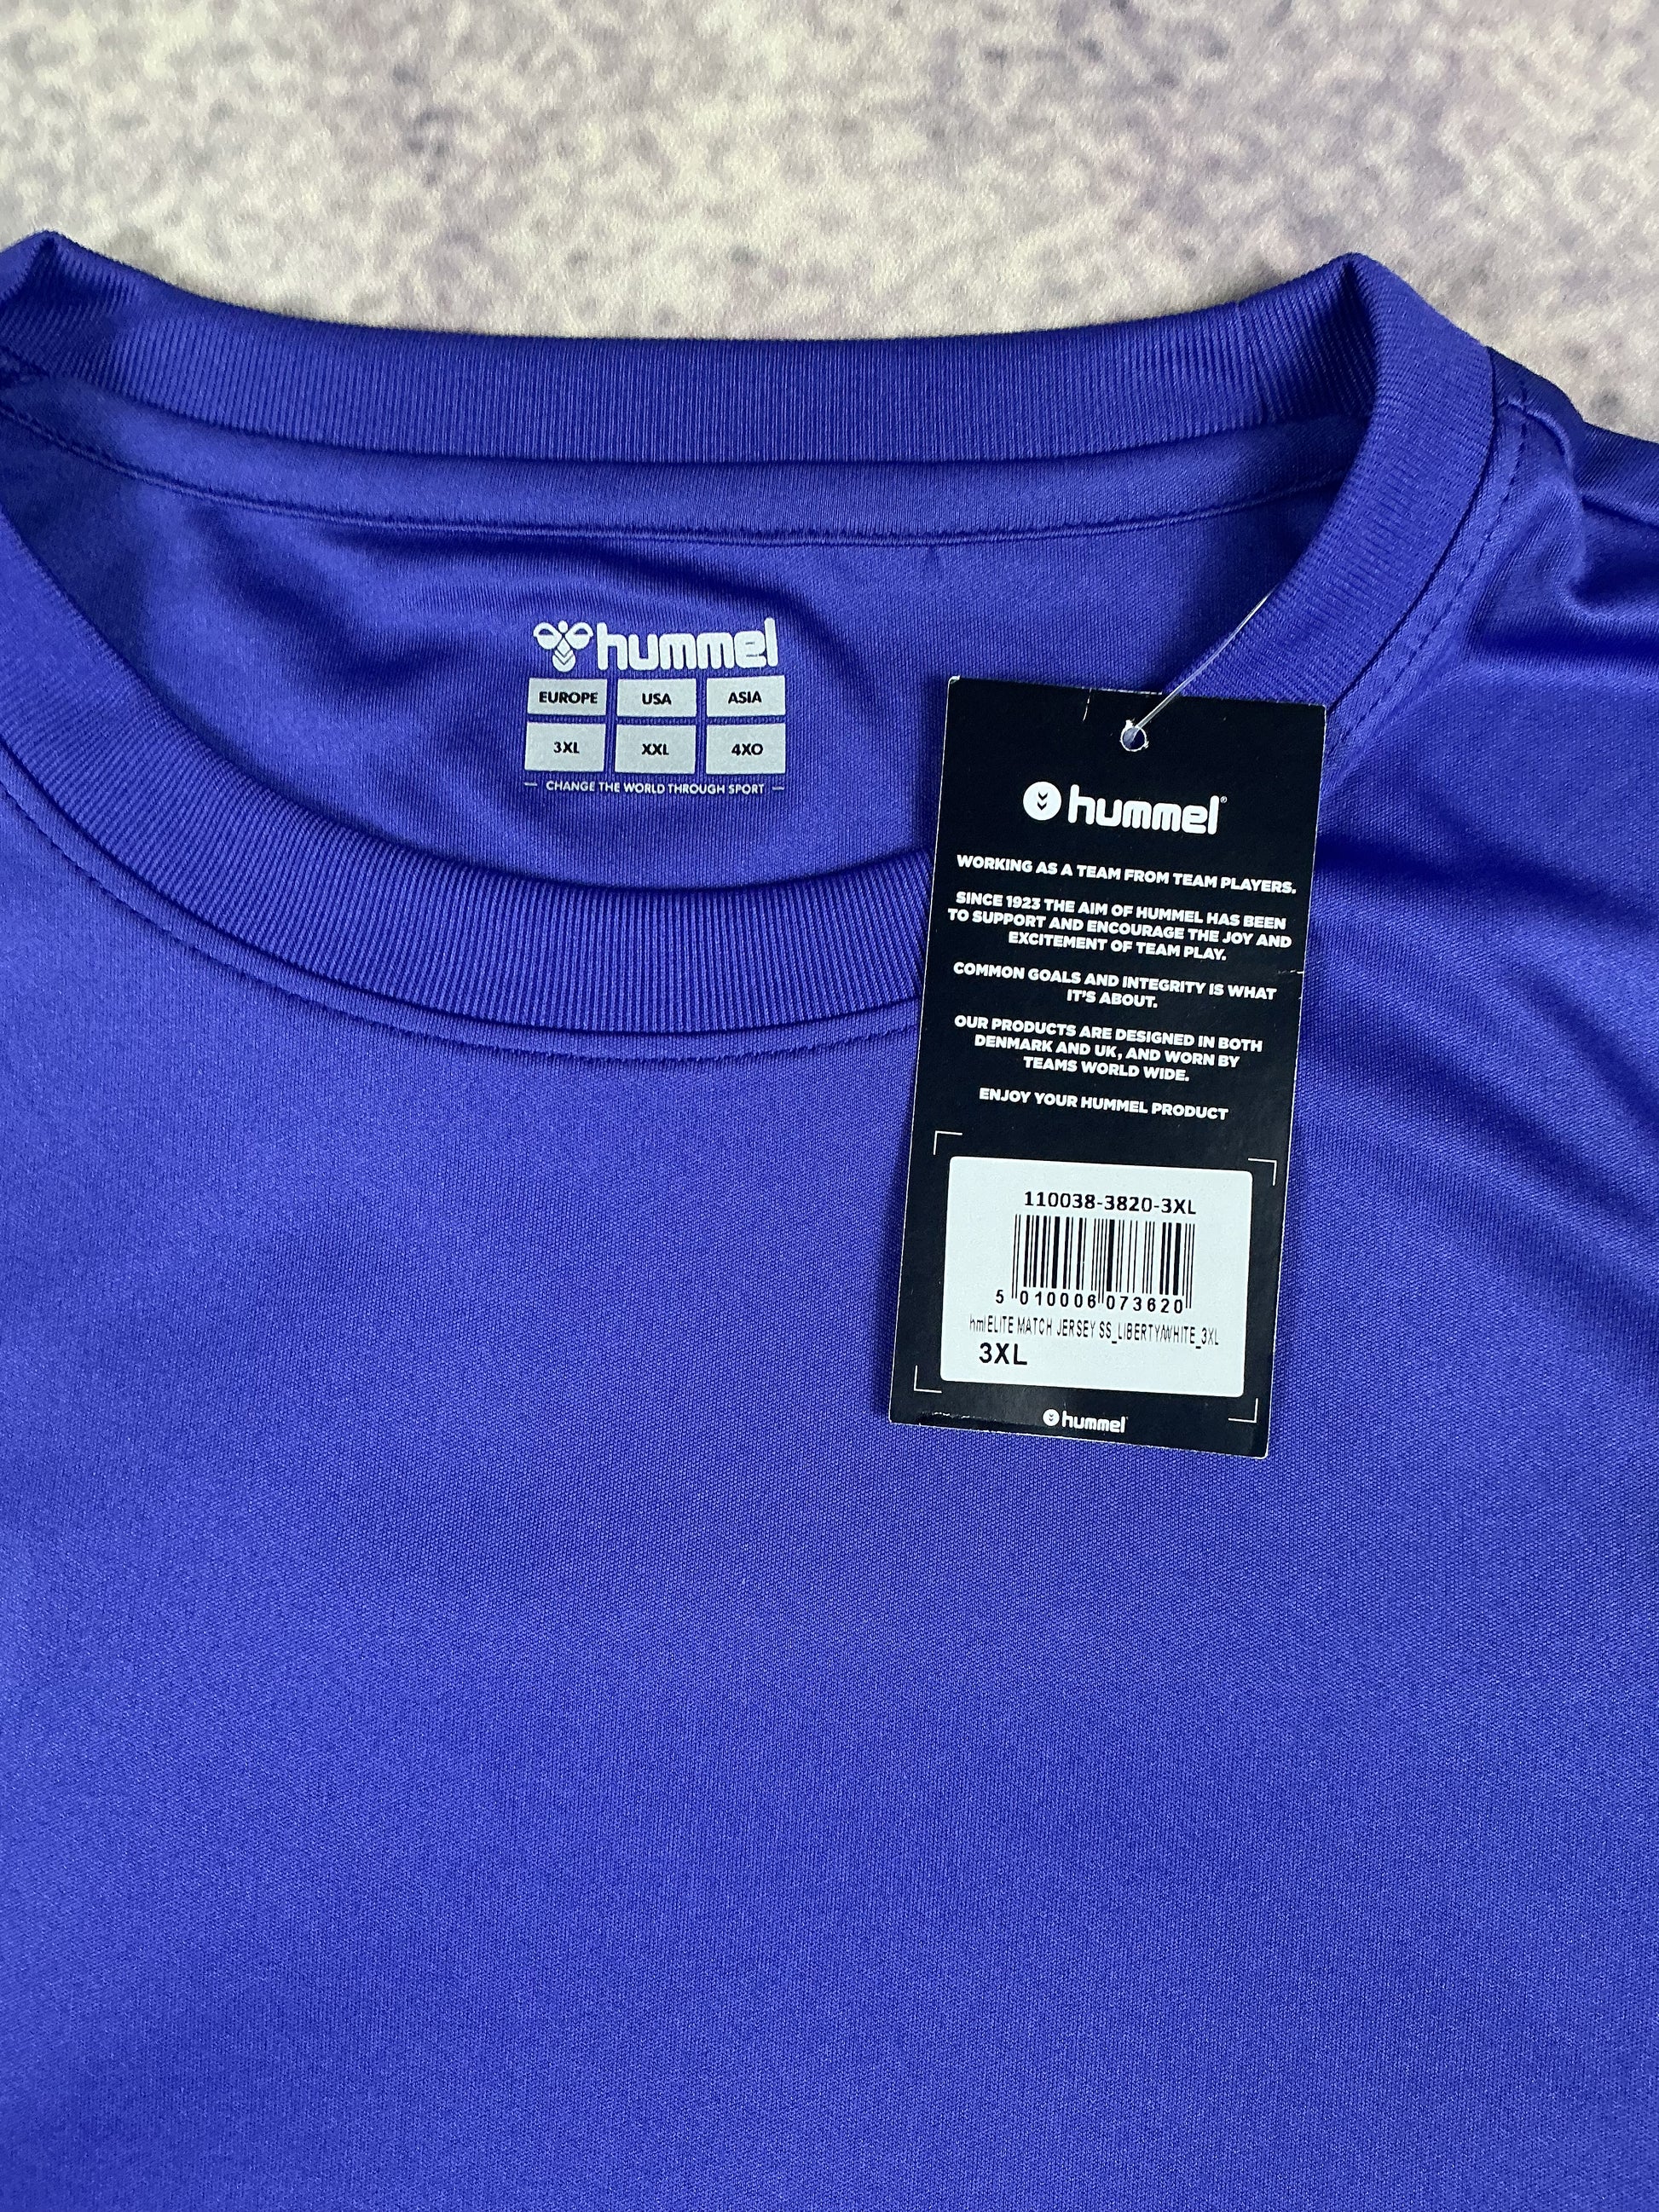 hummel
EUROPE USA ASIA
3XL XXL 4XO
CHANGE THE WORLD THROUGH SPORT
hummel®
WORKING AS A TEAM FROM TEAM PLAYERS.
SINCE 1923 THE AIM OF HUMMEL HAS BEEN
TO SUPPORT AND ENCOURAGE THE JOY AND
EXCITEMENT OF TEAM PLAY.
COMMON GOALS AND INTEGRITY IS WHAT
IT'S ABOUT.
OUR PRODUCTS ARE DESIGNED IN BOTH
DENMARK AND UK, AND WORN BY
TEAMS WORLD WIDE.
ENJOY YOUR HUMMEL PRODUCT
110038-3820-3XL
5 010006 073620
hmlELITE MATCH JERSEY SS_LIBERTY/WHITE_3XL
3XL
hummel